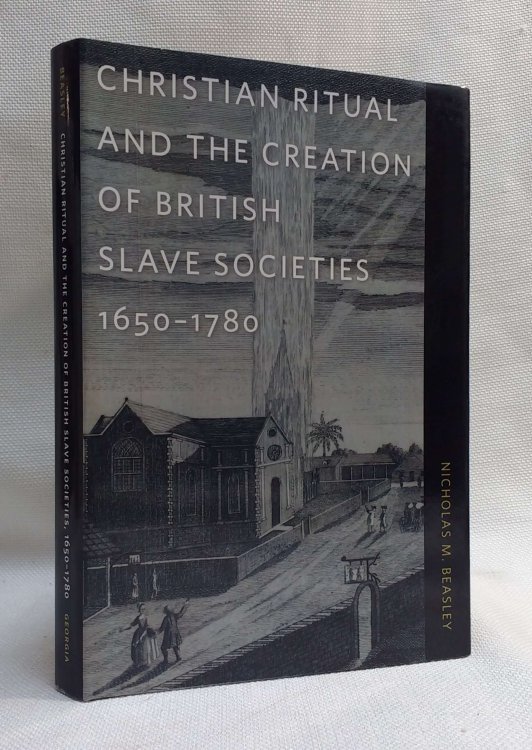 CHRISTIAN RITUAL
AND THE CREATION
OF BRITISH
SLAVE SOCIETIES
1650–1780
NICHOLAS M. BEASLEY
BEASLEY
CHRISTIAN RITUAL AND THE CREATION OF BRITISH SLAVE SOCIETIES, 1650–1780
GEORGIA